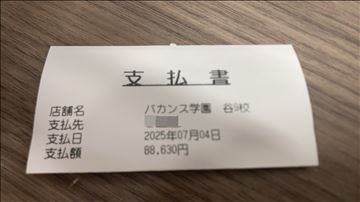 支払書
店舗名 バカンス学園 谷9校
支払先
支払日 2025年07月04日
支払額 88,630円